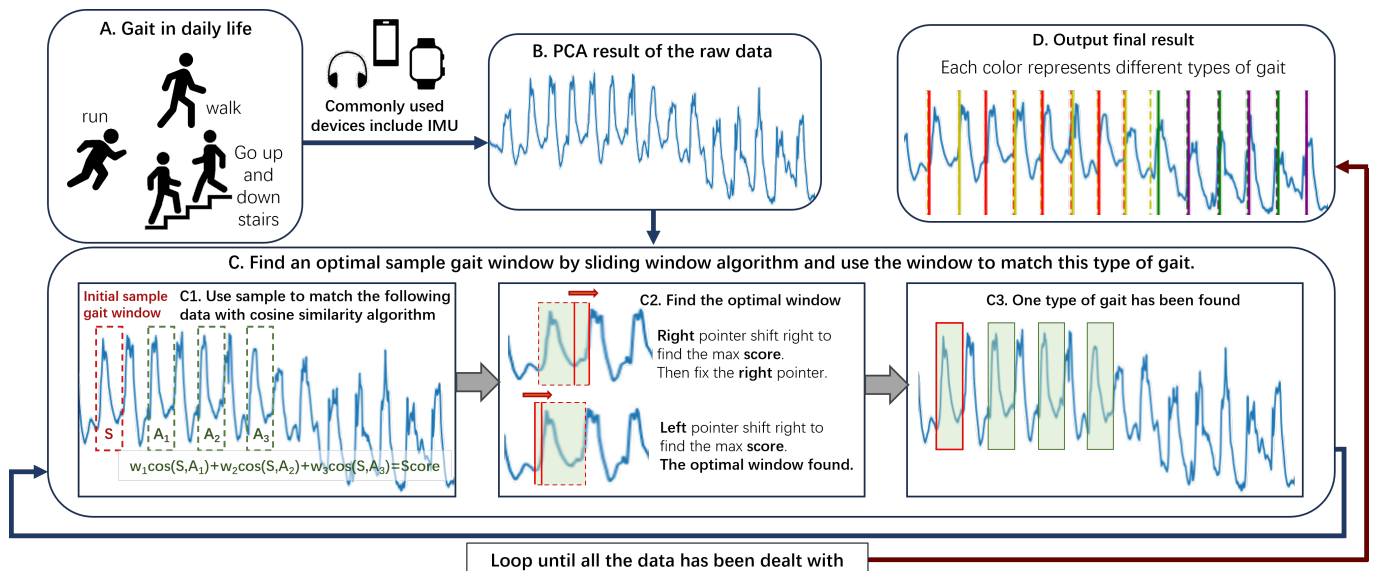 A. Gait in daily life
run
walk
Go up
and
down
stairs
Commonly used
devices include IMU
B. PCA result of the raw data
D. Output final result
Each color represents different types of gait
C. Find an optimal sample gait window by sliding window algorithm and use the window to match this type of gait.
Initial sample
gait window
C1. Use sample to match the following
data with cosine similarity algorithm
S
A₁
A₂
A₃
w₁cos(S,A₁)+w₂cos(S,A₂)+w₃cos(S,A₃)=Score
C2. Find the optimal window
Right pointer shift right to
find the max score.
Then fix the right pointer.
Left pointer shift right to
find the max score.
The optimal window found.
C3. One type of gait has been found
Loop until all the data has been dealt with